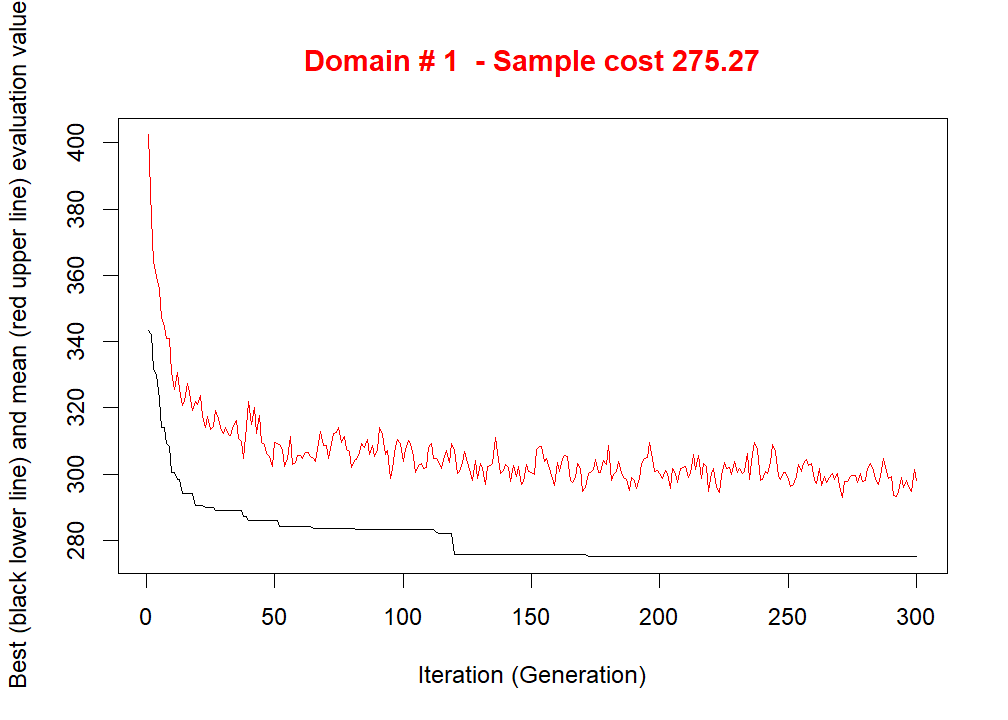 Domain # 1  - Sample cost 275.27
Best (black lower line) and mean (red upper line) evaluation value
400
380
360
340
320
300
280
0 50 100 150 200 250 300
Iteration (Generation)